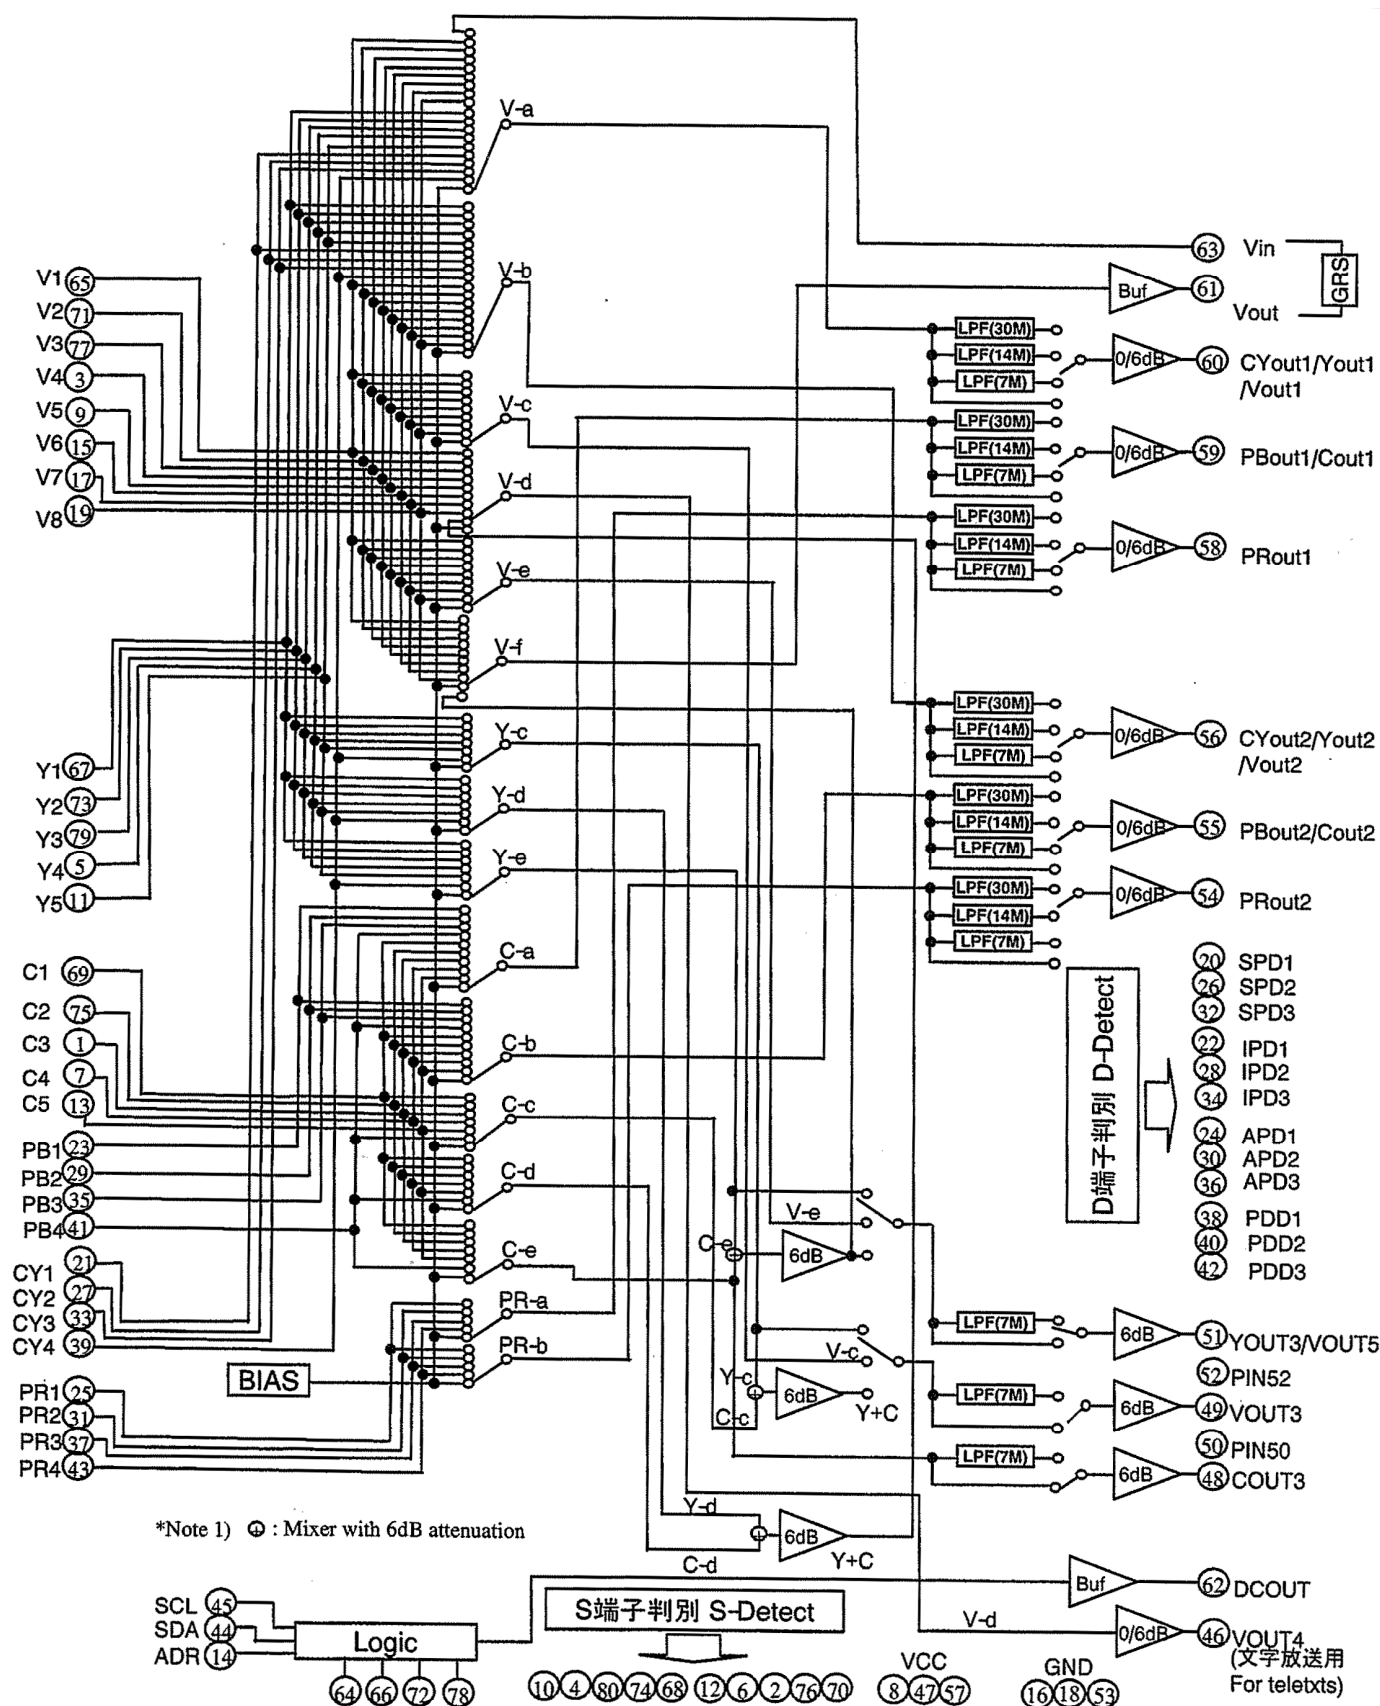 V-a
V-b
V-c
V-d
V-e
V-f
Y-c
Y-d
Y-e
C-a
C-b
C-c
C-d
C-e
PR-a
PR-b
V1 65
V2 71
V3 77
V4 3
V5 9
V6 15
V7 17
V8 19
Y1 67
Y2 73
Y3 79
Y4 5
Y5 11
C1 69
C2 75
C3 1
C4 7
C5 13
PB1 23
PB2 29
PB3 35
PB4 41
CY1 21
CY2 27
CY3 33
CY4 39
BIAS
PR1 25
PR2 31
PR3 37
PR4 43
63 Vin
GRS
Buf 61
Vout
LPF(30M)
LPF(14M)
LPF(7M)
0/6dB 60 CYout1/Yout1
/Vout1
LPF(30M)
LPF(14M)
LPF(7M)
0/6dB 59 PBout1/Cout1
LPF(30M)
LPF(14M)
LPF(7M)
0/6dB 58 PRout1
LPF(30M)
LPF(14M)
LPF(7M)
0/6dB 56 CYout2/Yout2
/Vout2
LPF(30M)
LPF(14M)
LPF(7M)
0/6dB 55 PBout2/Cout2
LPF(30M)
LPF(14M)
LPF(7M)
0/6dB 54 PRout2
D端子判別 D-Detect
20 SPD1
26 SPD2
32 SPD3
22 IPD1
28 IPD2
34 IPD3
24 APD1
30 APD2
36 APD3
38 PDD1
40 PDD2
42 PDD3
V-e
C-e
6dB
LPF(7M)
6dB 51 YOUT3/VOUT5
52 PIN52
V-c
Y-c
C-c
6dB
Y+C
LPF(7M)
6dB 49 VOUT3
50 PIN50
LPF(7M)
6dB 48 COUT3
Y-d
6dB
Y+C
C-d
*Note 1) ⊕ : Mixer with 6dB attenuation
Buf 62 DCOUT
V-d
0/6dB 46 VOUT4
(文字放送用
For teletxts)
SCL 45
SDA 44
ADR 14
Logic
64 66 72 78
S端子判別 S-Detect
10 4 80 74 68 12 6 2 76 70
VCC
8 47 57
GND
16 18 53